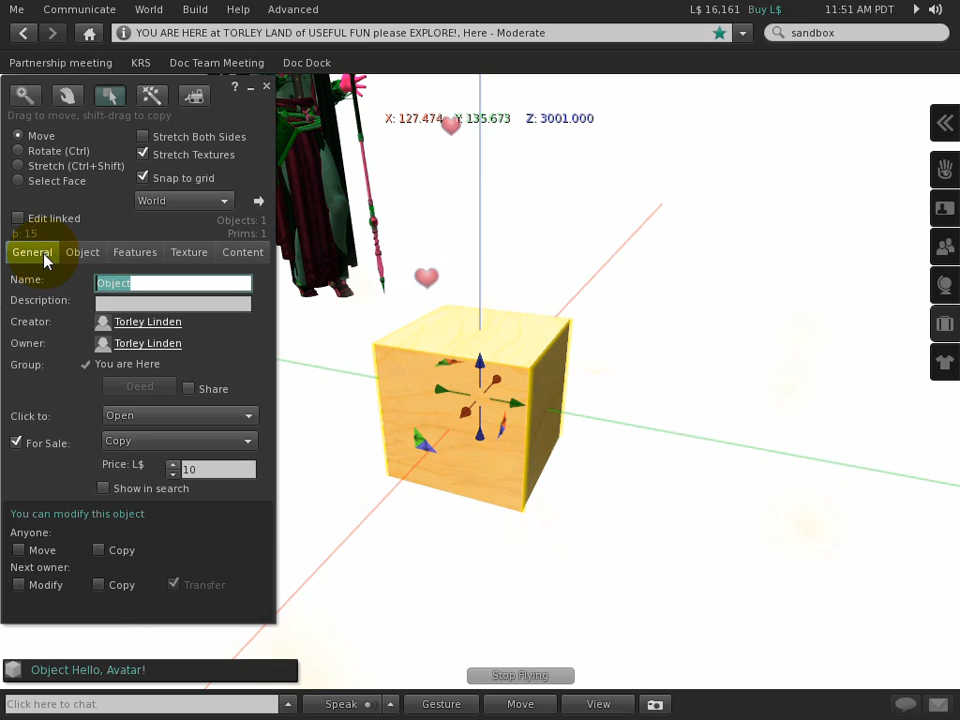 Me Communicate World Build Help Advanced L$ 16,161 Buy L$ 11:51 AM PDT
YOU ARE HERE at TORLEY LAND of USEFUL FUN please EXPLORE!, Here - Moderate sandbox
Partnership meeting KRS Doc Team Meeting Doc Dock
?
Drag to move, shift-drag to copy
X: 127.474 Y: 135.673 Z: 3001.000
Move Stretch Both Sides
Rotate (Ctrl) Stretch Textures
Stretch (Ctrl+Shift)
Select Face Snap to grid
World
Edit linked Objects: 1
p: 15 Prims: 1
General Object Features Texture Content
Name: Object
Description:
Creator: Torley Linden
Owner: Torley Linden
Group: You are Here
Deed Share
Click to: Open
For Sale: Copy
Price: L$ 10
Show in search
You can modify this object
Anyone:
Move Copy
Next owner:
Modify Copy Transfer
Object Hello, Avatar!
Stop Flying
Click here to chat. Speak Gesture Move View